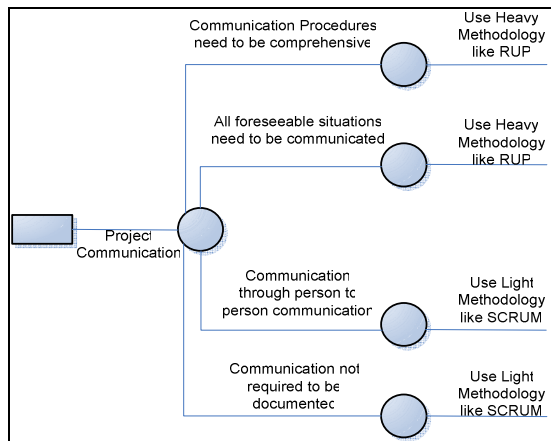 Communication Procedures
need to be comprehensive
Use Heavy
Methodology
like RUP
All foreseeable situations
need to be communicated
Use Heavy
Methodology
like RUP
Project
Communication
Communication
through person to
person communication
Use Light
Methodology
like SCRUM
Communication not
required to be
documented
Use Light
Methodology
like SCRUM